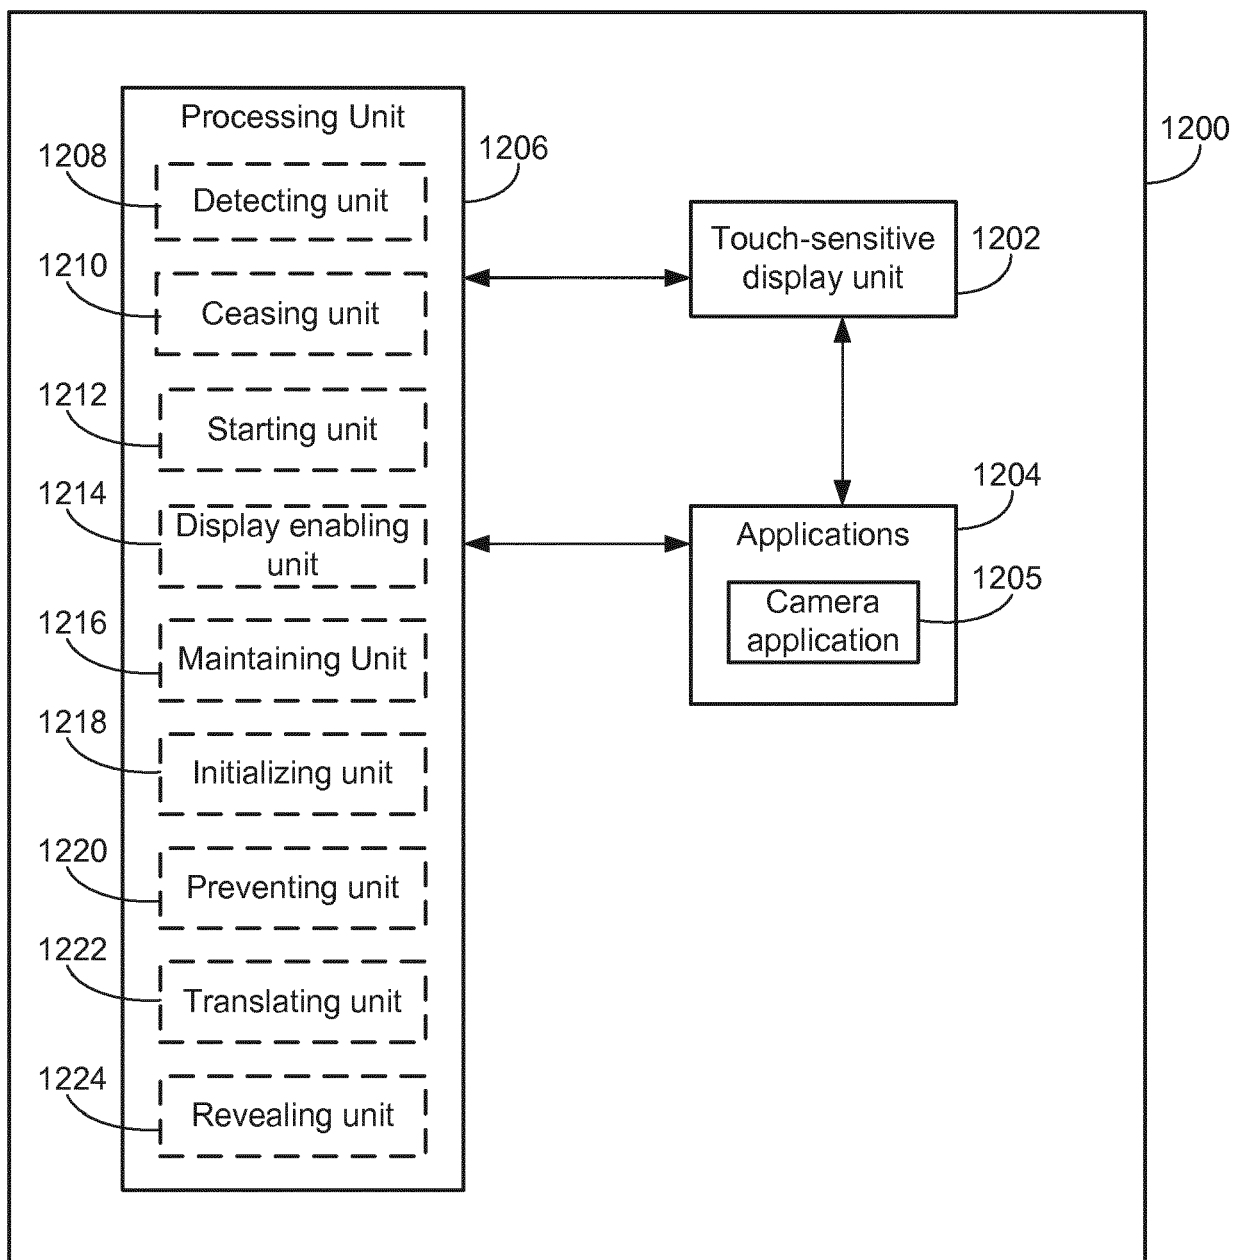 Processing Unit
1208
Detecting unit
1210
Ceasing unit
1212
Starting unit
1214
Display enabling
unit
1216
Maintaining Unit
1218
Initializing unit
1220
Preventing unit
1222
Translating unit
1224
Revealing unit
1206
Touch-sensitive
display unit
1202
1204
Applications
1205
Camera
application
1200